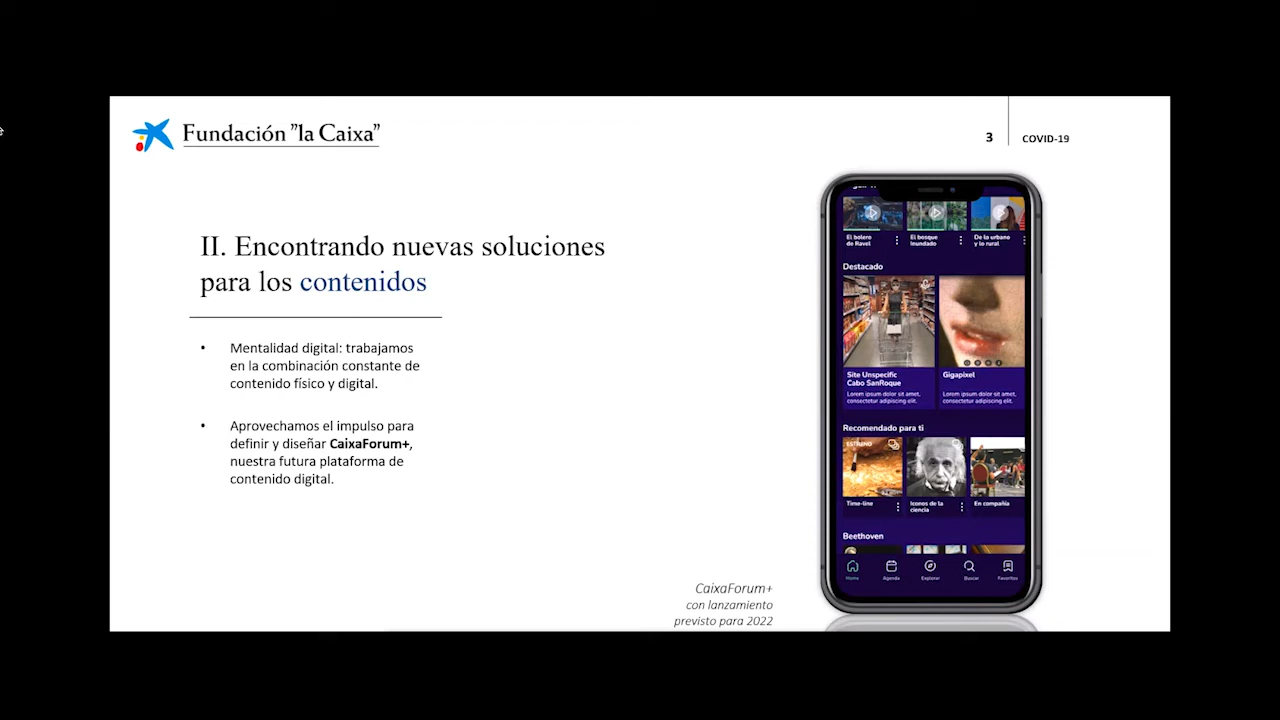 Fundación "la Caixa"
3
COVID-19
II. Encontrando nuevas soluciones
para los contenidos
• Mentalidad digital: trabajamos
en la combinación constante de
contenido físico y digital.
• Aprovechamos el impulso para
definir y diseñar CaixaForum+,
nuestra futura plataforma de
contenido digital.
CaixaForum+
con lanzamiento
previsto para 2022
El bolero
de Ravel
El bosque
Inundado
De lo urbano
y lo rural
Destacado
Site Unspecific
Cabo SanRoque
Lorem ipsum dolor sit amet,
consectetur adipiscing elit.
Gigapixel
Lorem ipsum dolor sit amet,
consectetur adipiscing elit.
Recomendado para ti
ESTRENO
Time-line
Iconos de la
ciencia
En compañía
Beethoven
Home
Agenda
Explorar
Buscar
Favoritos